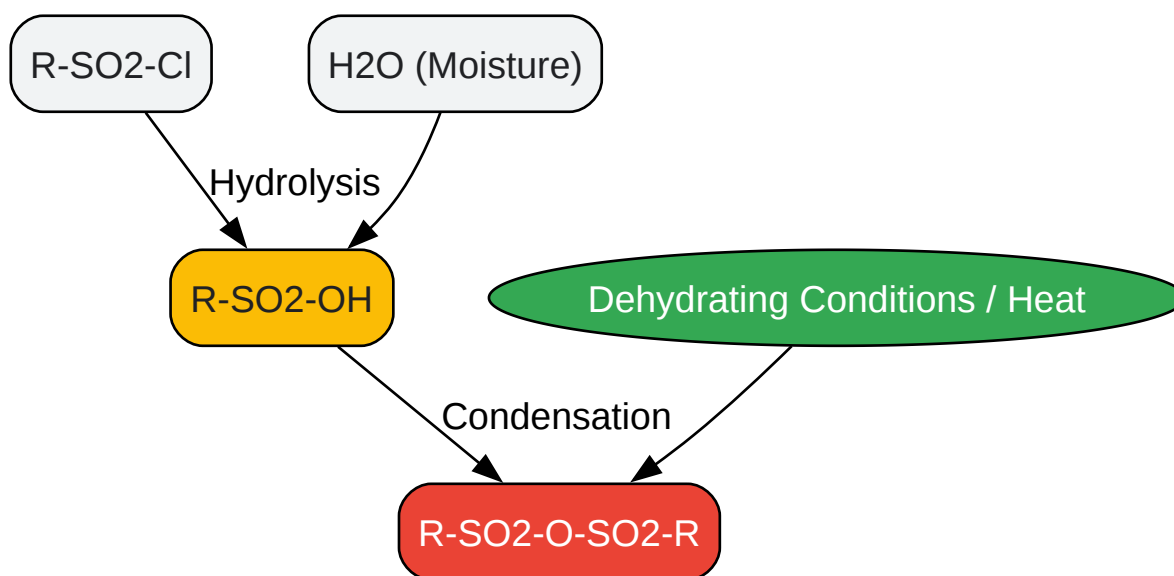 R-SO2-Cl
H2O (Moisture)
Hydrolysis
R-SO2-OH
Dehydrating Conditions / Heat
Condensation
R-SO2-O-SO2-R